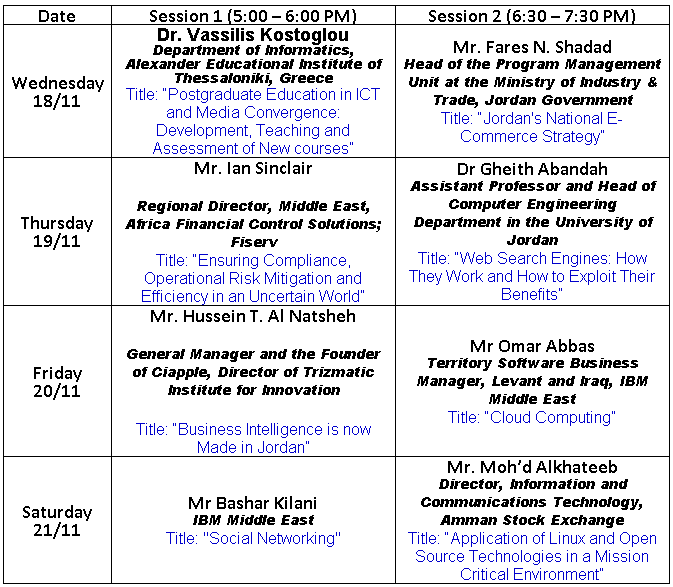 Date
Session 1 (5:00 – 6:00 PM)
Session 2 (6:30 – 7:30 PM)
Wednesday
18/11
Dr. Vassilis Kostoglou
Department of Informatics,
Alexander Educational Institute of
Thessaloniki, Greece
Title: “Postgraduate Education in ICT
and Media Convergence:
Development, Teaching and
Assessment of New courses”
Mr. Fares N. Shadad
Head of the Program Management
Unit at the Ministry of Industry &
Trade, Jordan Government
Title: “Jordan's National E-
Commerce Strategy”
Thursday
19/11
Mr. Ian Sinclair
Regional Director, Middle East,
Africa Financial Control Solutions;
Fiserv
Title: “Ensuring Compliance,
Operational Risk Mitigation and
Efficiency in an Uncertain World”
Dr Gheith Abandah
Assistant Professor and Head of
Computer Engineering
Department in the University of
Jordan
Title: “Web Search Engines: How
They Work and How to Exploit Their
Benefits”
Friday
20/11
Mr. Hussein T. Al Natsheh
General Manager and the Founder
of Ciapple, Director of Trizmatic
Institute for Innovation
Title: “Business Intelligence is now
Made in Jordan”
Mr Omar Abbas
Territory Software Business
Manager, Levant and Iraq, IBM
Middle East
Title: “Cloud Computing”
Saturday
21/11
Mr Bashar Kilani
IBM Middle East
Title: "Social Networking"
Mr. Moh’d Alkhateeb
Director, Information and
Communications Technology,
Amman Stock Exchange
Title: “Application of Linux and Open
Source Technologies in a Mission
Critical Environment”